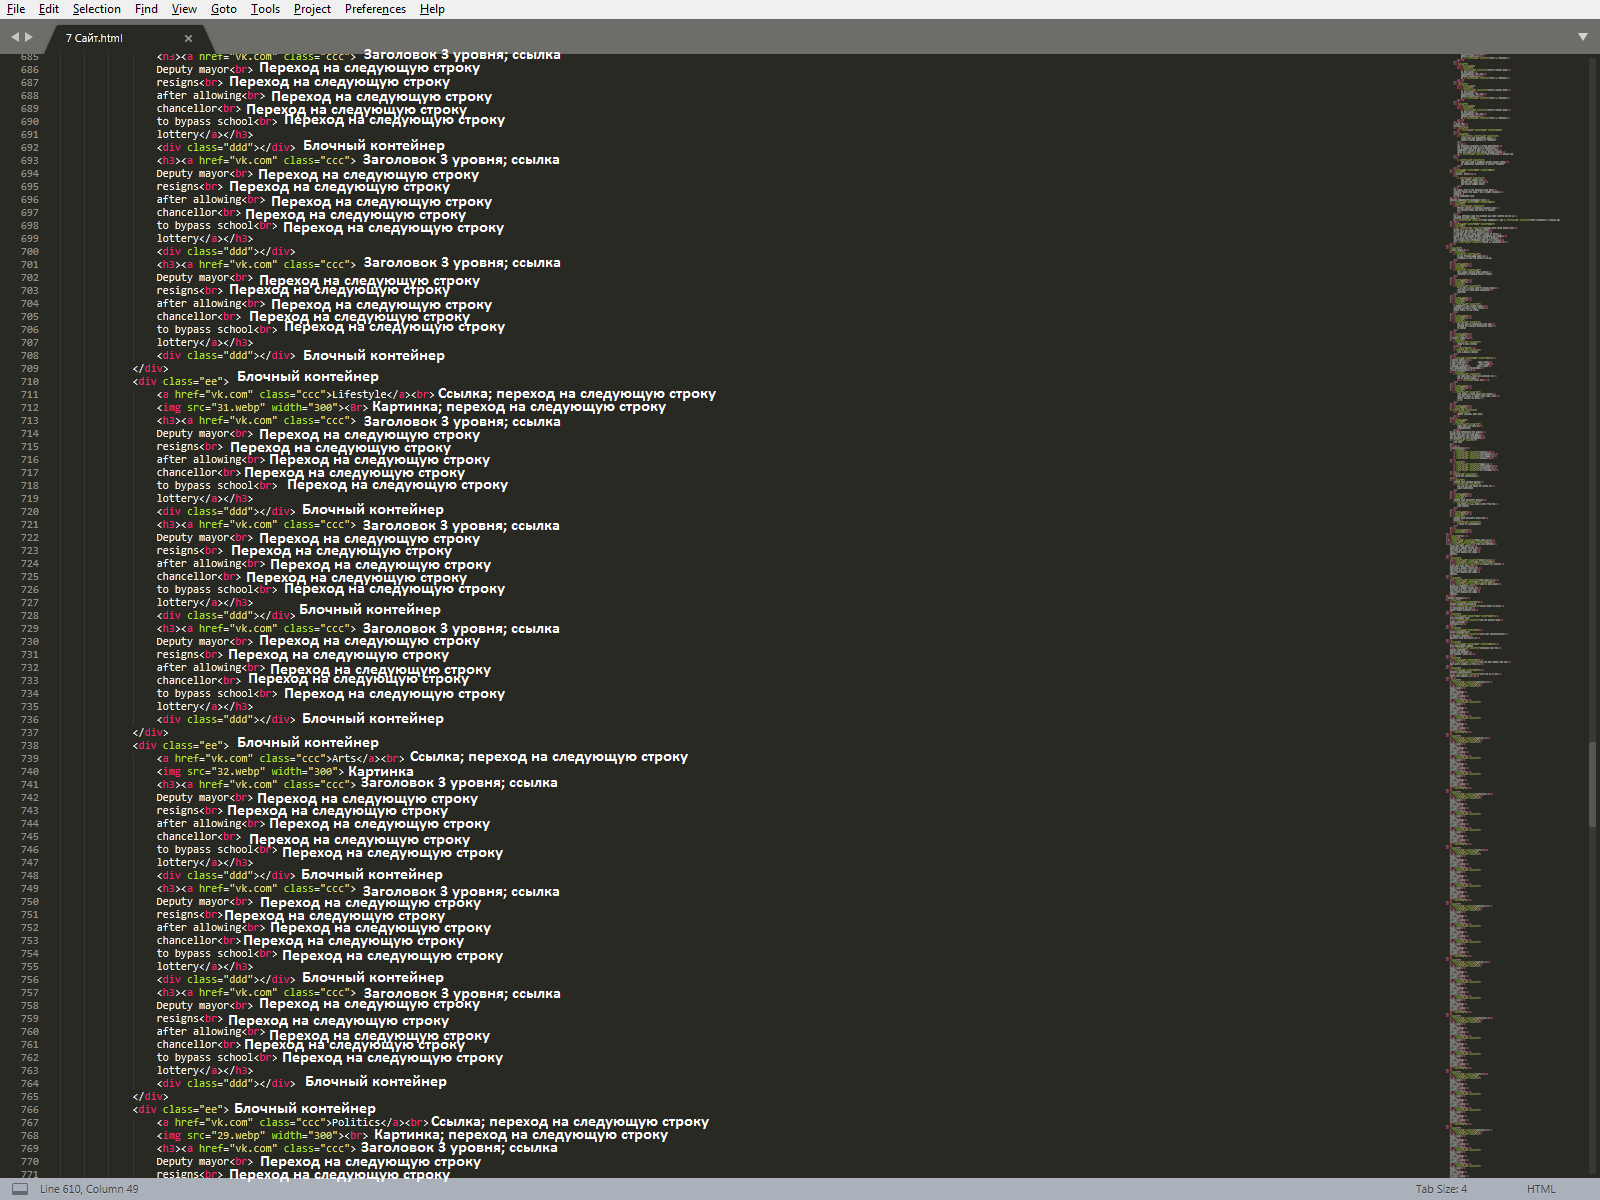 File Edit Selection Find View Goto Tools Project Preferences Help
7 Сайт.html ×
685 <h3><a href="vk.com" class="ccc"> Заголовок 3 уровня; ссылка
686 Deputy mayor<br> Переход на следующую строку
687 resigns<br> Переход на следующую строку
688 after allowing<br> Переход на следующую строку
689 chancellor<br> Переход на следующую строку
690 to bypass school<br> Переход на следующую строку
691 lottery</a></h3>
692 <div class="ddd"></div> Блочный контейнер
693 <h3><a href="vk.com" class="ccc"> Заголовок 3 уровня; ссылка
694 Deputy mayor<br> Переход на следующую строку
695 resigns<br> Переход на следующую строку
696 after allowing<br> Переход на следующую строку
697 chancellor<br> Переход на следующую строку
698 to bypass school<br> Переход на следующую строку
699 lottery</a></h3>
700 <div class="ddd"></div>
701 <h3><a href="vk.com" class="ccc"> Заголовок 3 уровня; ссылка
702 Deputy mayor<br> Переход на следующую строку
703 resigns<br> Переход на следующую строку
704 after allowing<br> Переход на следующую строку
705 chancellor<br> Переход на следующую строку
706 to bypass school<br> Переход на следующую строку
707 lottery</a></h3>
708 <div class="ddd"></div> Блочный контейнер
709 </div>
710 <div class="ee"> Блочный контейнер
711 <a href="vk.com" class="ccc">Lifestyle</a><br> Ссылка; переход на следующую строку
712 <img src="31.webp" width="300"><Br> Картинка; переход на следующую строку
713 <h3><a href="vk.com" class="ccc"> Заголовок 3 уровня; ссылка
714 Deputy mayor<br> Переход на следующую строку
715 resigns<br> Переход на следующую строку
716 after allowing<br> Переход на следующую строку
717 chancellor<br> Переход на следующую строку
718 to bypass school<br> Переход на следующую строку
719 lottery</a></h3>
720 <div class="ddd"></div> Блочный контейнер
721 <h3><a href="vk.com" class="ccc"> Заголовок 3 уровня; ссылка
722 Deputy mayor<br> Переход на следующую строку
723 resigns<br> Переход на следующую строку
724 after allowing<br> Переход на следующую строку
725 chancellor<br> Переход на следующую строку
726 to bypass school<br> Переход на следующую строку
727 lottery</a></h3>
728 <div class="ddd"></div> Блочный контейнер
729 <h3><a href="vk.com" class="ccc"> Заголовок 3 уровня; ссылка
730 Deputy mayor<br> Переход на следующую строку
731 resigns<br> Переход на следующую строку
732 after allowing<br> Переход на следующую строку
733 chancellor<br> Переход на следующую строку
734 to bypass school<br> Переход на следующую строку
735 lottery</a></h3>
736 <div class="ddd"></div> Блочный контейнер
737 </div>
738 <div class="ee"> Блочный контейнер
739 <a href="vk.com" class="ccc">Arts</a><br> Ссылка; переход на следующую строку
740 <img src="32.webp" width="300"> Картинка
741 <h3><a href="vk.com" class="ccc"> Заголовок 3 уровня; ссылка
742 Deputy mayor<br> Переход на следующую строку
743 resigns<br> Переход на следующую строку
744 after allowing<br> Переход на следующую строку
745 chancellor<br> Переход на следующую строку
746 to bypass school<br> Переход на следующую строку
747 lottery</a></h3>
748 <div class="ddd"></div> Блочный контейнер
749 <h3><a href="vk.com" class="ccc"> Заголовок 3 уровня; ссылка
750 Deputy mayor<br> Переход на следующую строку
751 resigns<br> Переход на следующую строку
752 after allowing<br> Переход на следующую строку
753 chancellor<br> Переход на следующую строку
754 to bypass school<br> Переход на следующую строку
755 lottery</a></h3>
756 <div class="ddd"></div> Блочный контейнер
757 <h3><a href="vk.com" class="ccc"> Заголовок 3 уровня; ссылка
758 Deputy mayor<br> Переход на следующую строку
759 resigns<br> Переход на следующую строку
760 after allowing<br> Переход на следующую строку
761 chancellor<br> Переход на следующую строку
762 to bypass school<br> Переход на следующую строку
763 lottery</a></h3>
764 <div class="ddd"></div> Блочный контейнер
765 </div>
766 <div class="ee"> Блочный контейнер
767 <a href="vk.com" class="ccc">Politics</a><br> Ссылка; переход на следующую строку
768 <img src="29.webp" width="300"><br> Картинка; переход на следующую строку
769 <h3><a href="vk.com" class="ccc"> Заголовок 3 уровня; ссылка
770 Deputy mayor<br> Переход на следующую строку
771 resigns<br> Переход на следующую строку
Line 610, Column 49 Tab Size: 4 HTML